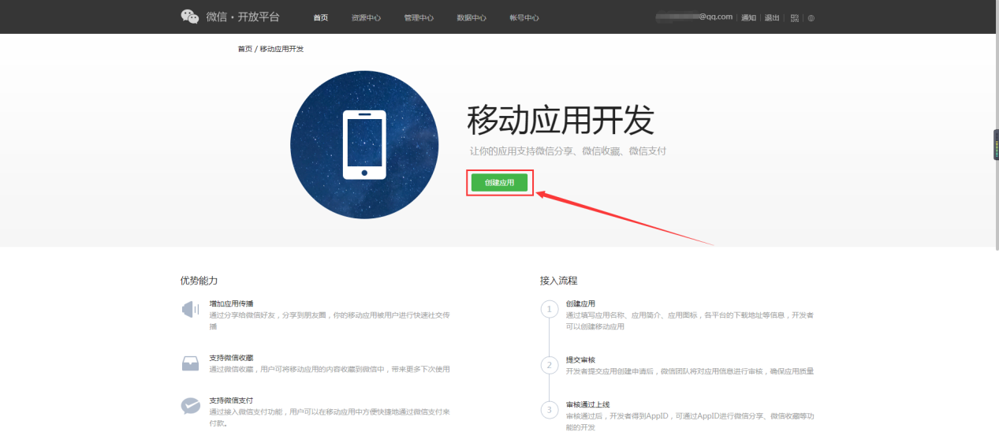 微信·开放平台
首页
资源中心
管理中心
数据中心
帐号中心
@qq.com
通知
退出
首页 / 移动应用开发
移动应用开发
让你的应用支持微信分享、微信收藏、微信支付
创建应用
优势能力
增加应用传播
通过分享给微信好友，分享到朋友圈，你的移动应用被用户进行快速社交传
播
支持微信收藏
通过微信收藏，用户可将移动应用的内容收藏到微信中，带来更多下次使用
支持微信支付
通过接入微信支付功能，用户可以在移动应用中方便快捷地通过微信支付来
付款。
接入流程
1
创建应用
通过填写应用名称、应用简介、应用图标，各平台的下载地址等信息，开发者
可以创建移动应用
2
提交审核
开发者提交应用创建申请后，微信团队将对应用信息进行审核，确保应用质量
3
审核通过上线
审核通过后，开发者得到AppID，可通过AppID进行微信分享、微信收藏等功
能的开发